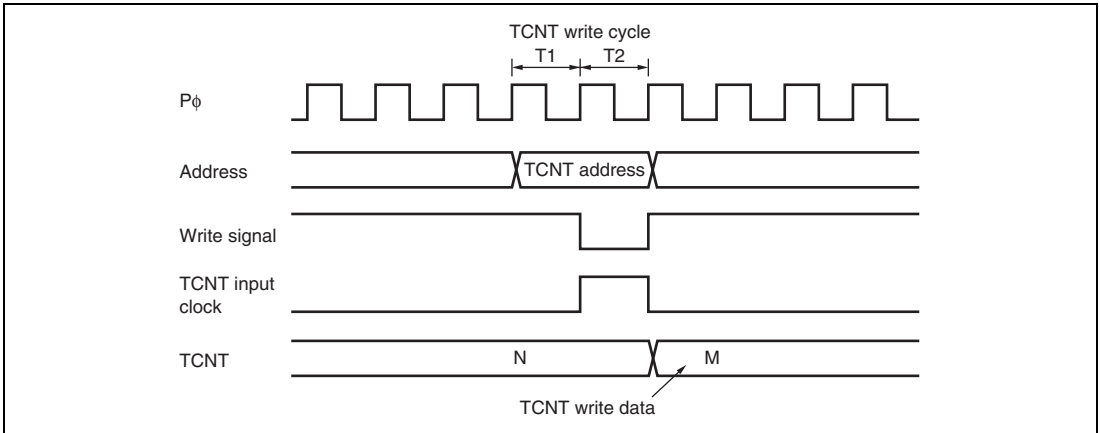 TCNT write cycle
T1 T2
Pϕ
Address
TCNT address
Write signal
TCNT input
clock
TCNT
N
M
TCNT write data